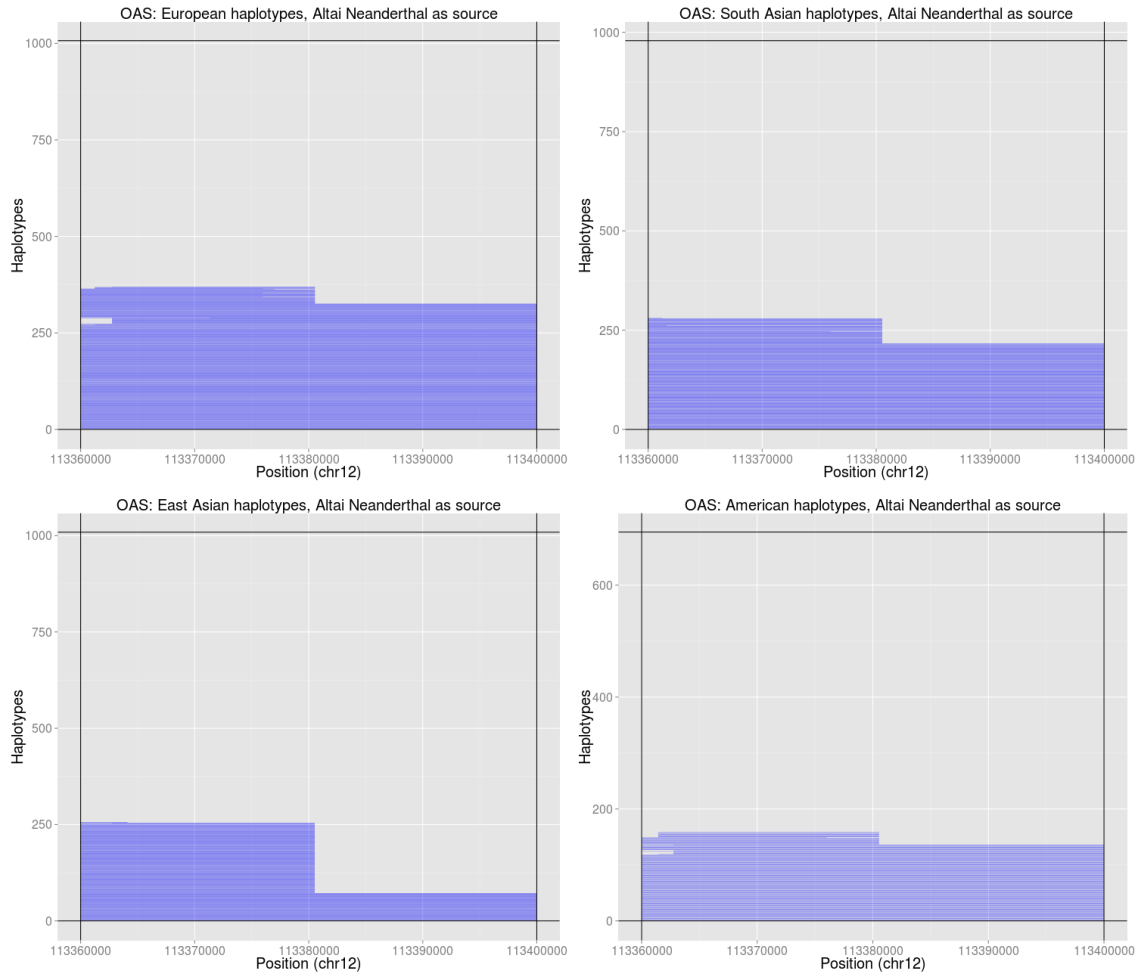 OAS: European haplotypes, Altai Neanderthal as source
1000
750
500
250
0
Haplotypes
113360000 113370000 113380000 113390000 113400000
Position (chr12)
OAS: South Asian haplotypes, Altai Neanderthal as source
1000
750
500
250
0
Haplotypes
113360000 113370000 113380000 113390000 113400000
Position (chr12)
OAS: East Asian haplotypes, Altai Neanderthal as source
1000
750
500
250
0
Haplotypes
113360000 113370000 113380000 113390000 113400000
Position (chr12)
OAS: American haplotypes, Altai Neanderthal as source
600
400
200
0
Haplotypes
113360000 113370000 113380000 113390000 113400000
Position (chr12)